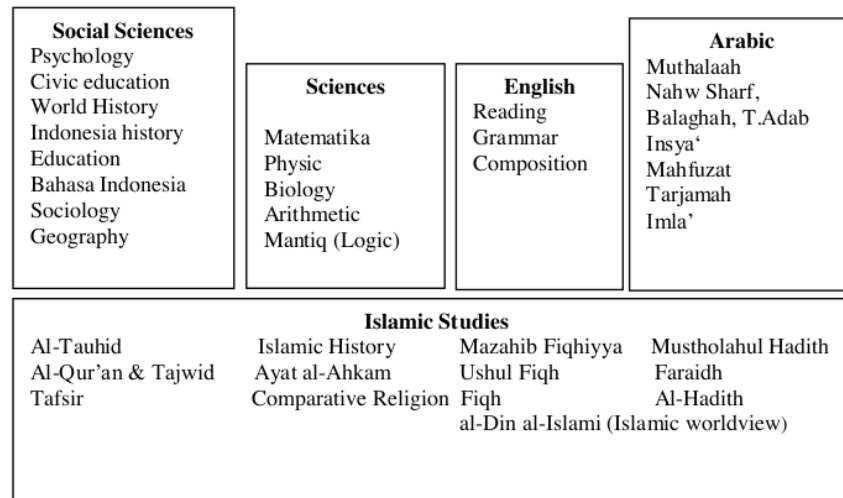 Social Sciences
Psychology
Civic education
World History
Indonesia history
Education
Bahasa Indonesia
Sociology
Geography
Sciences
Matematika
Physic
Biology
Arithmetic
Mantiq (Logic)
English
Reading
Grammar
Composition
Arabic
Muthalaah
Nahw Sharf,
Balaghah, T.Adab
Insya‘
Mahfuzat
Tarjamah
Imla’
Islamic Studies
Al-Tauhid Islamic History Mazahib Fiqhiyya Mustholahul Hadith
Al-Qur’an & Tajwid Ayat al-Ahkam Ushul Fiqh Faraidh
Tafsir Comparative Religion Fiqh Al-Hadith
al-Din al-Islami (Islamic worldview)